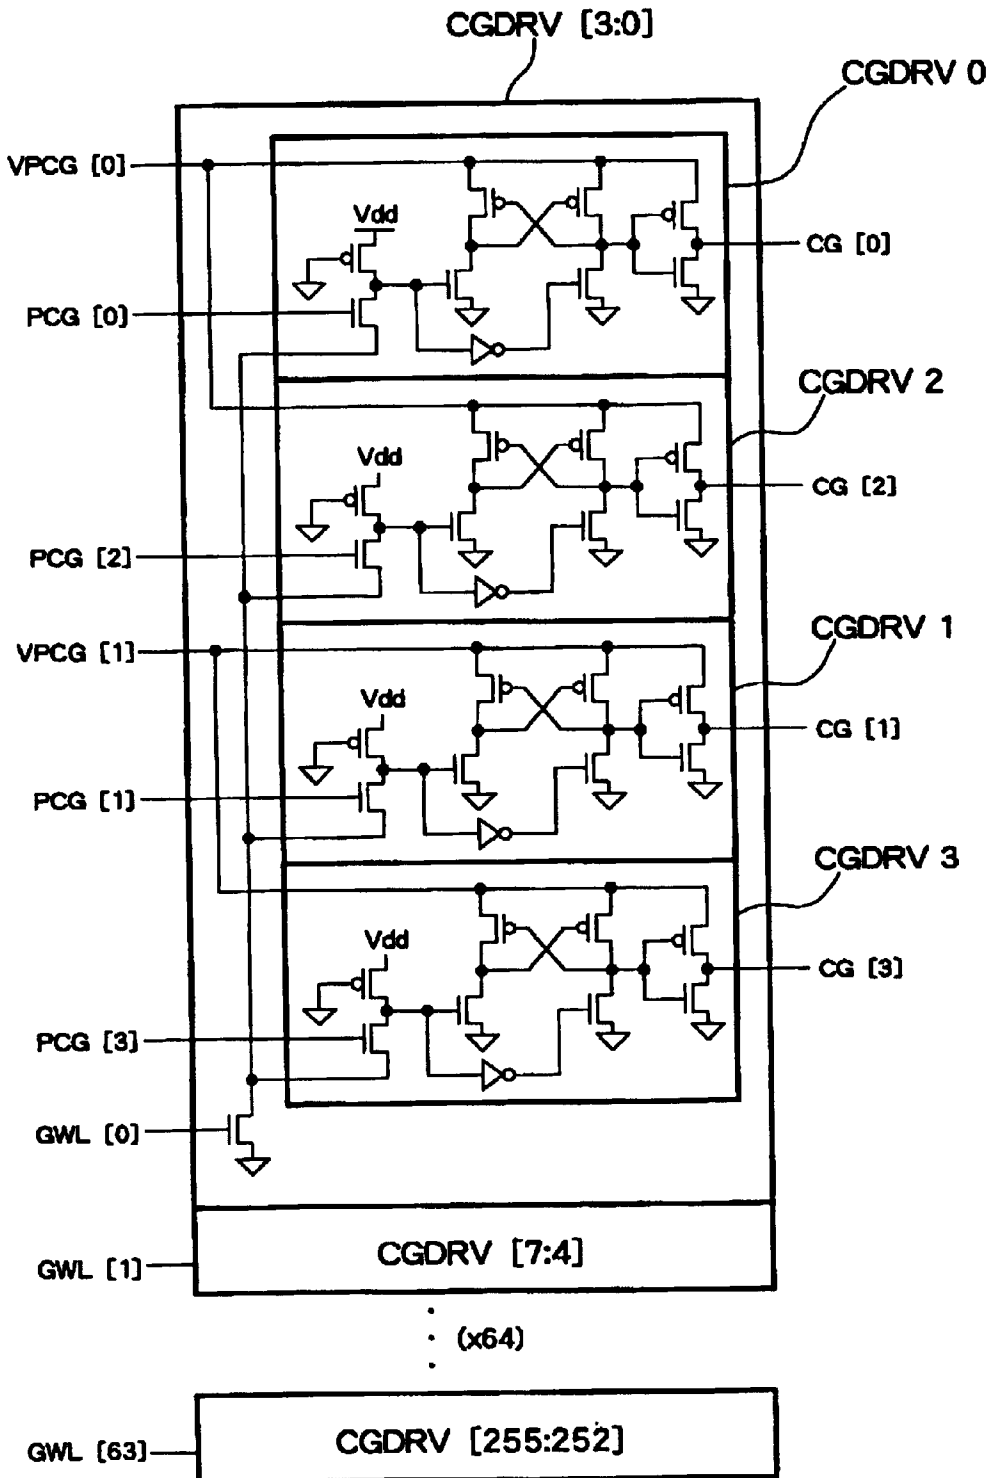 CGDRV [3:0]
CGDRV 0
VPCG [0]
Vdd
CG [0]
PCG [0]
CGDRV 2
Vdd
CG [2]
PCG [2]
CGDRV 1
VPCG [1]
Vdd
CG [1]
PCG [1]
CGDRV 3
Vdd
CG [3]
PCG [3]
GWL [0]
CGDRV [7:4]
GWL [1]
(x64)
CGDRV [255:252]
GWL [63]